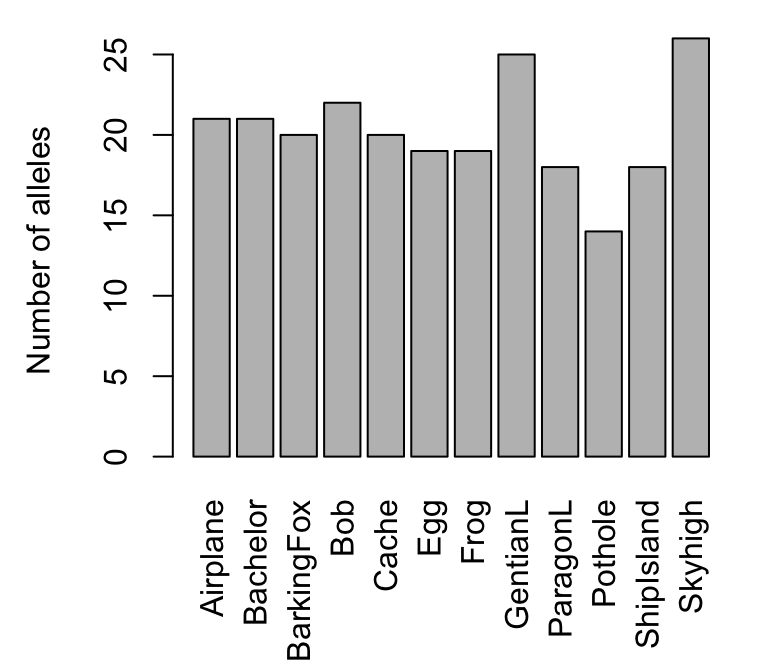 Number of alleles
0
5
10
15
20
25
Airplane
Bachelor
BarkingFox
Bob
Cache
Egg
Frog
GentianL
ParagonL
Pothole
ShipIsland
Skyhigh